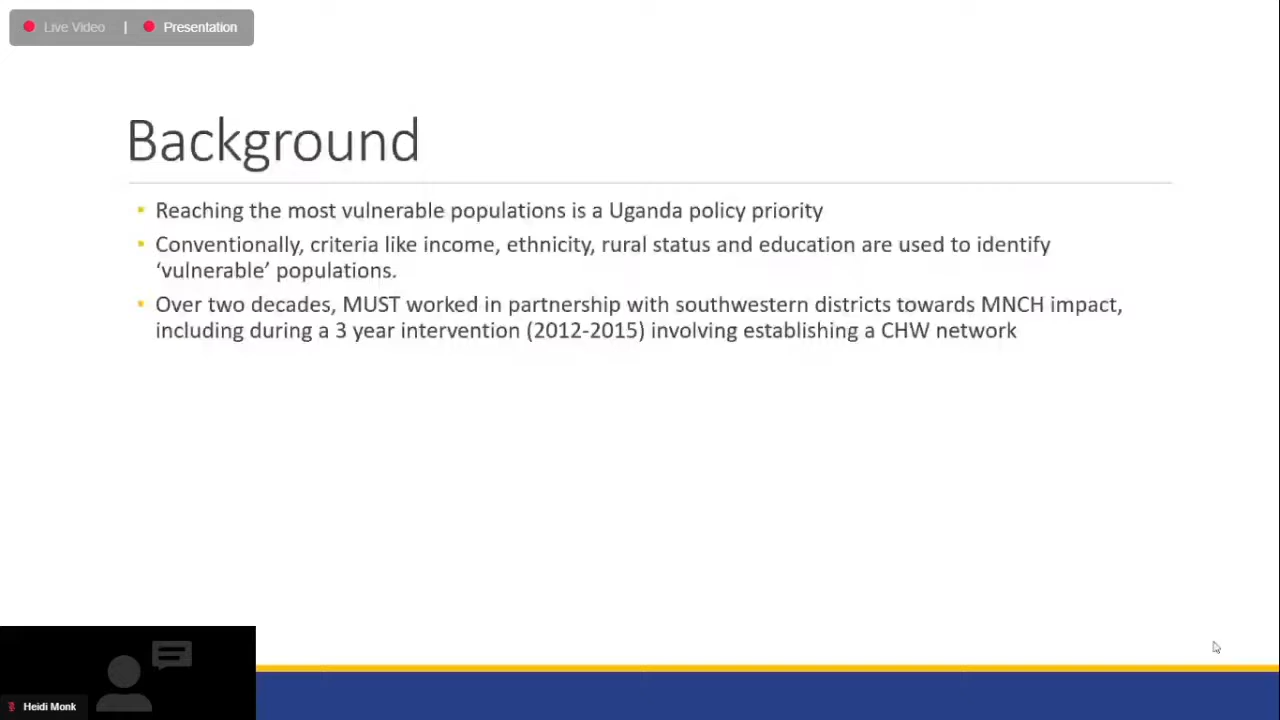 Live Video | Presentation
Background
Reaching the most vulnerable populations is a Uganda policy priority
Conventionally, criteria like income, ethnicity, rural status and education are used to identify
‘vulnerable’ populations.
Over two decades, MUST worked in partnership with southwestern districts towards MNCH impact,
including during a 3 year intervention (2012-2015) involving establishing a CHW network
Heidi Monk